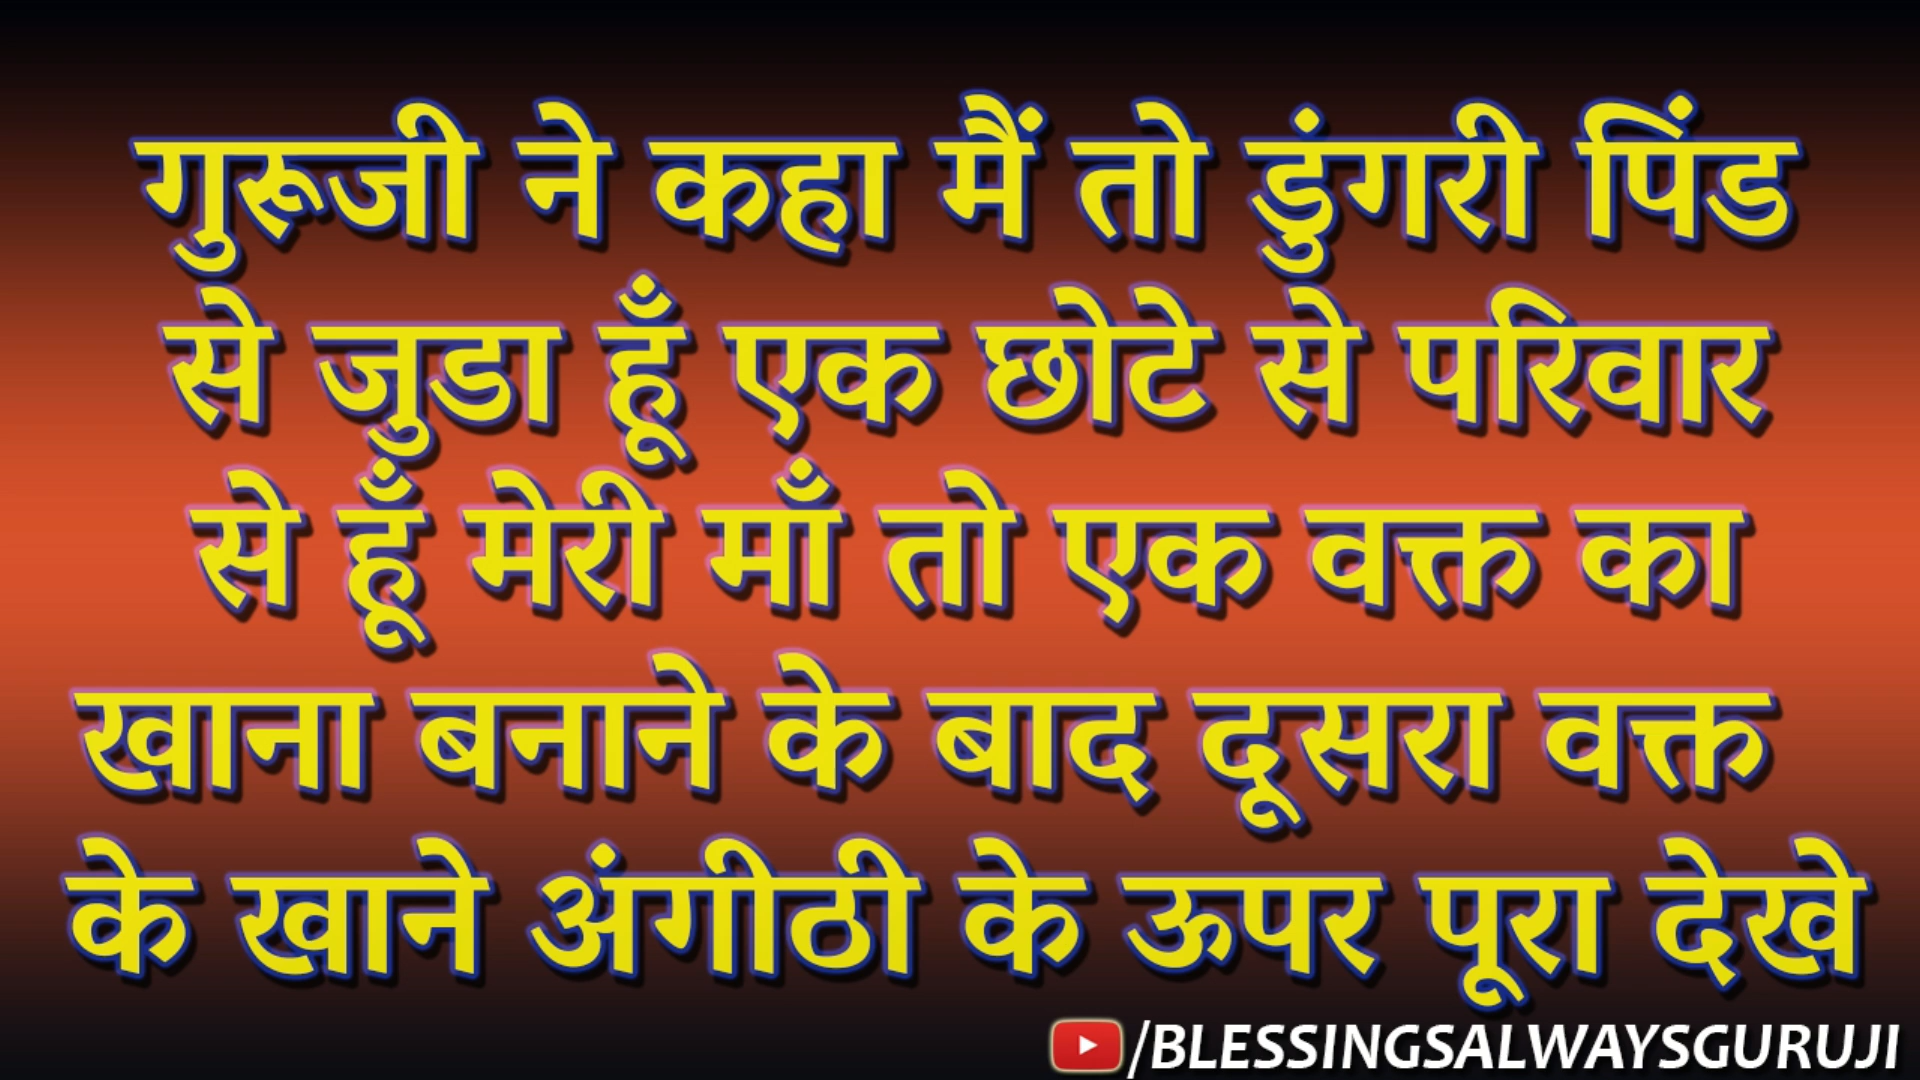 गुरूजी ने कहा मैं तो डुंगरी पिंड
से जुडा हूँ एक छोटे से परिवार
से हूँ मेरी माँ तो एक वक्त का
खाना बनाने के बाद दूसरा वक्त
के खाने अंगीठी के ऊपर पूरा देखे
/BLESSINGSALWAYSGURUJI